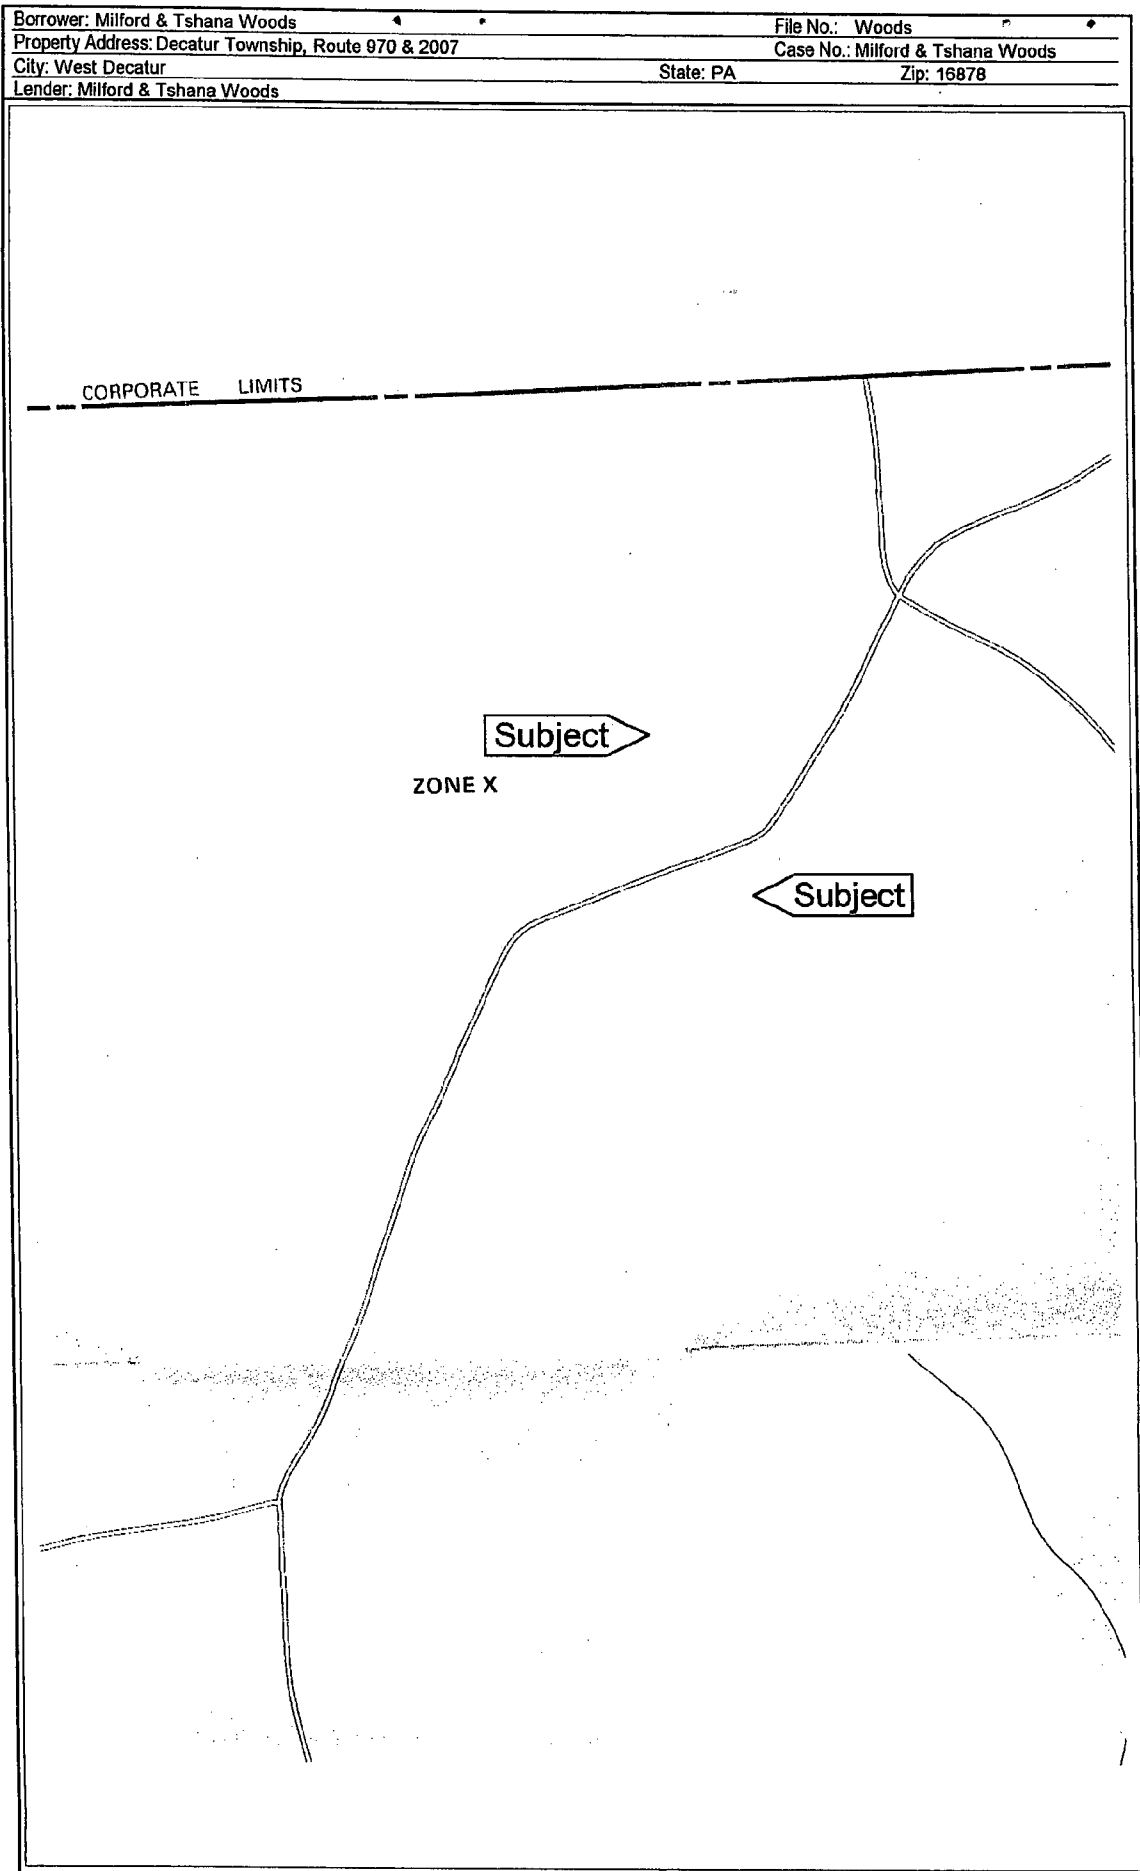 Borrower: Milford & Tshana Woods File No.: Woods
Property Address: Decatur Township, Route 970 & 2007 Case No.: Milford & Tshana Woods
City: West Decatur State: PA Zip: 16878
Lender: Milford & Tshana Woods
CORPORATE LIMITS
Subject
ZONE X
Subject